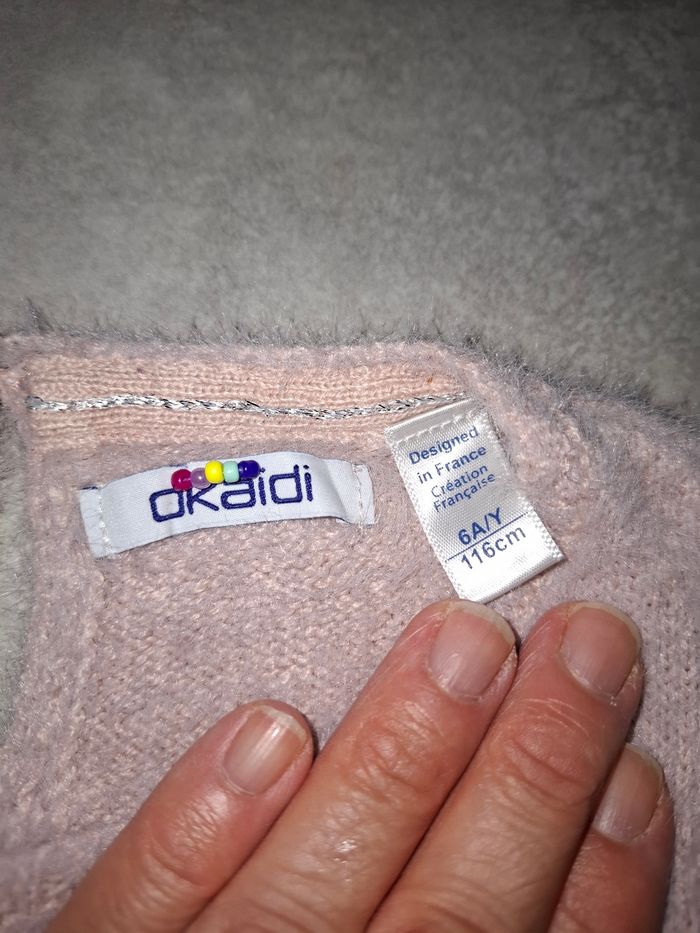 okaïdi
Designed
in France
Création
Française
6A/Y
116cm